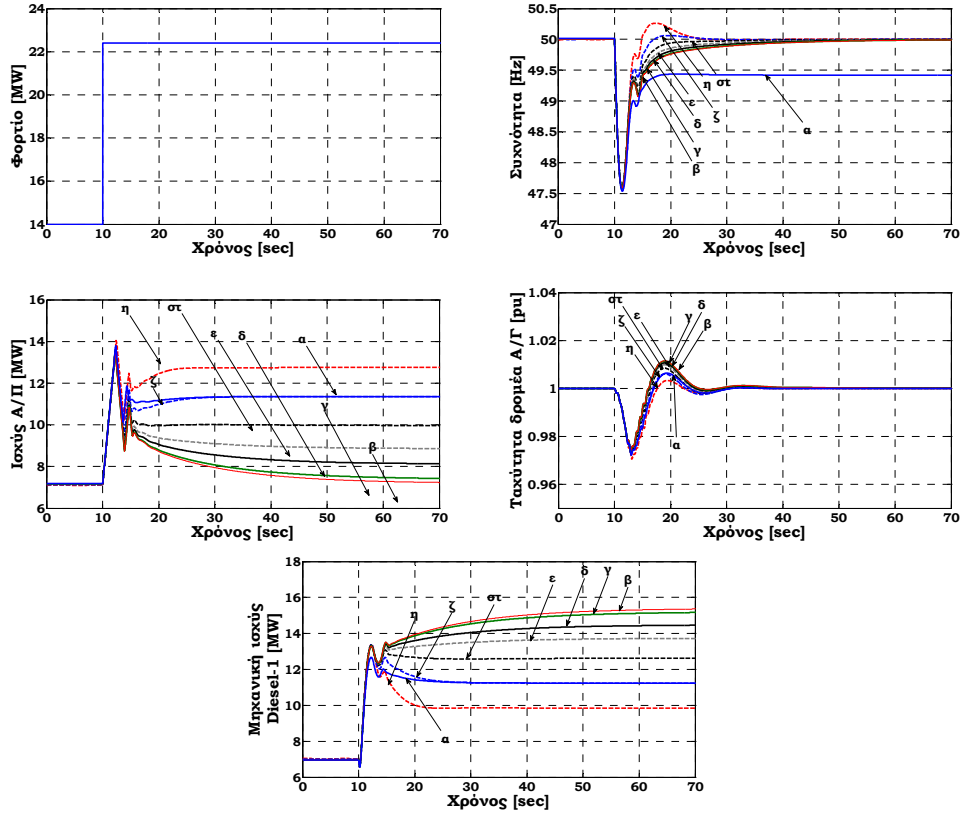 Φορτίο [MW]
24
22
20
18
16
14
0 10 20 30 40 50 60 70
Χρόνος [sec]
Συχνότητα [Hz]
50.5
50
49.5
49
48.5
48
47.5
47
η στ
ε
ζ
δ
γ
β
α
0 10 20 30 40 50 60 70
Χρόνος [sec]
Ισχύς Α/Π [MW]
16
14
12
10
8
6
η
στ
ε
δ
α
ζ
γ
β
0 10 20 30 40 50 60 70
Χρόνος [sec]
Ταχύτητα δρομέα Α/Γ [pu]
1.04
1.02
1
0.98
0.96
στ
ε
γ
δ
ζ
β
η
α
0 10 20 30 40 50 60 70
Χρόνος [sec]
Μηχανική ισχύς
Diesel-1 [MW]
18
16
14
12
10
8
6
η
ζ
στ
ε
δ
γ
β
α
0 10 20 30 40 50 60 70
Χρόνος [sec]